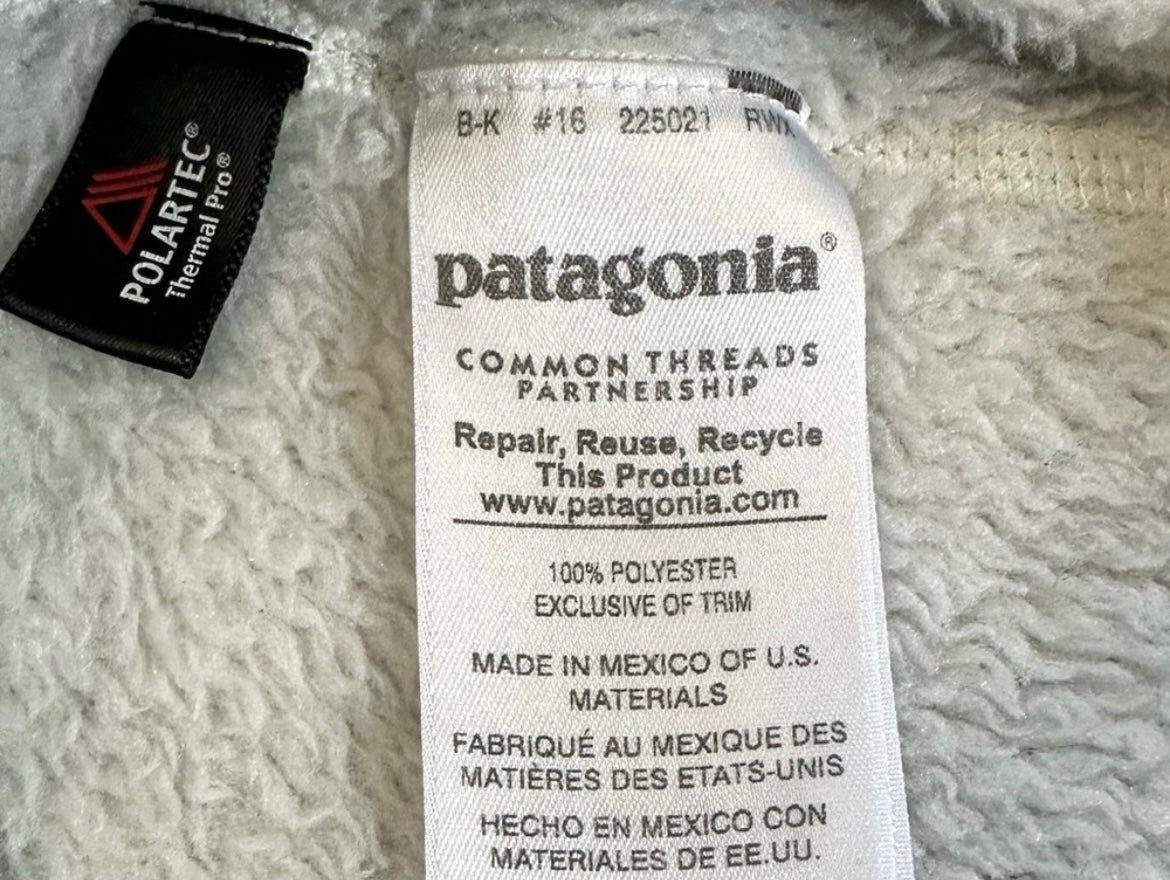 POLARTEC®
Thermal Pro®
B-K #16 225021 RWX
patagonia®
COMMON THREADS
PARTNERSHIP
Repair, Reuse, Recycle
This Product
www.patagonia.com
100% POLYESTER
EXCLUSIVE OF TRIM
MADE IN MEXICO OF U.S.
MATERIALS
FABRIQUÉ AU MEXIQUE DES
MATIÈRES DES ETATS-UNIS
HECHO EN MEXICO CON
MATERIALES DE EE.UU.